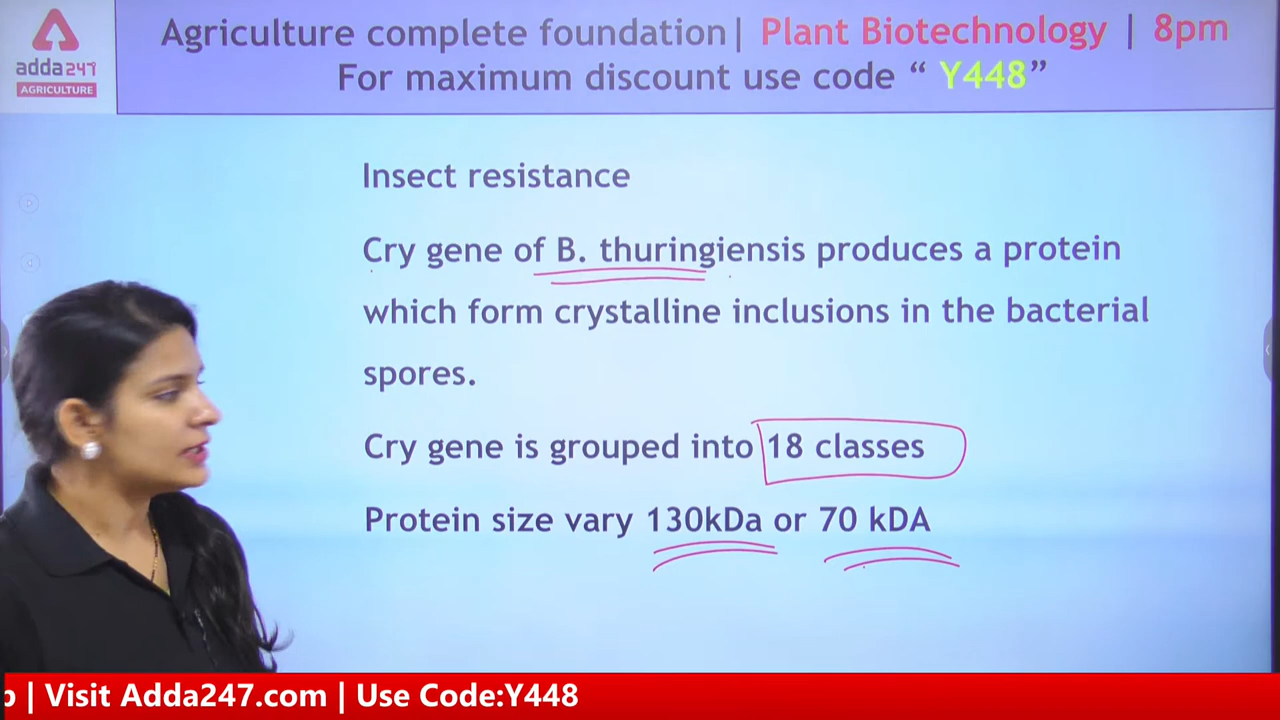 Agriculture complete foundation| Plant Biotechnology | 8pm
For maximum discount use code “ Y448”
adda247
AGRICULTURE
Insect resistance
Cry gene of B. thuringiensis produces a protein
which form crystalline inclusions in the bacterial
spores.
Cry gene is grouped into 18 classes
Protein size vary 130kDa or 70 kDA
| Visit Adda247.com | Use Code:Y448